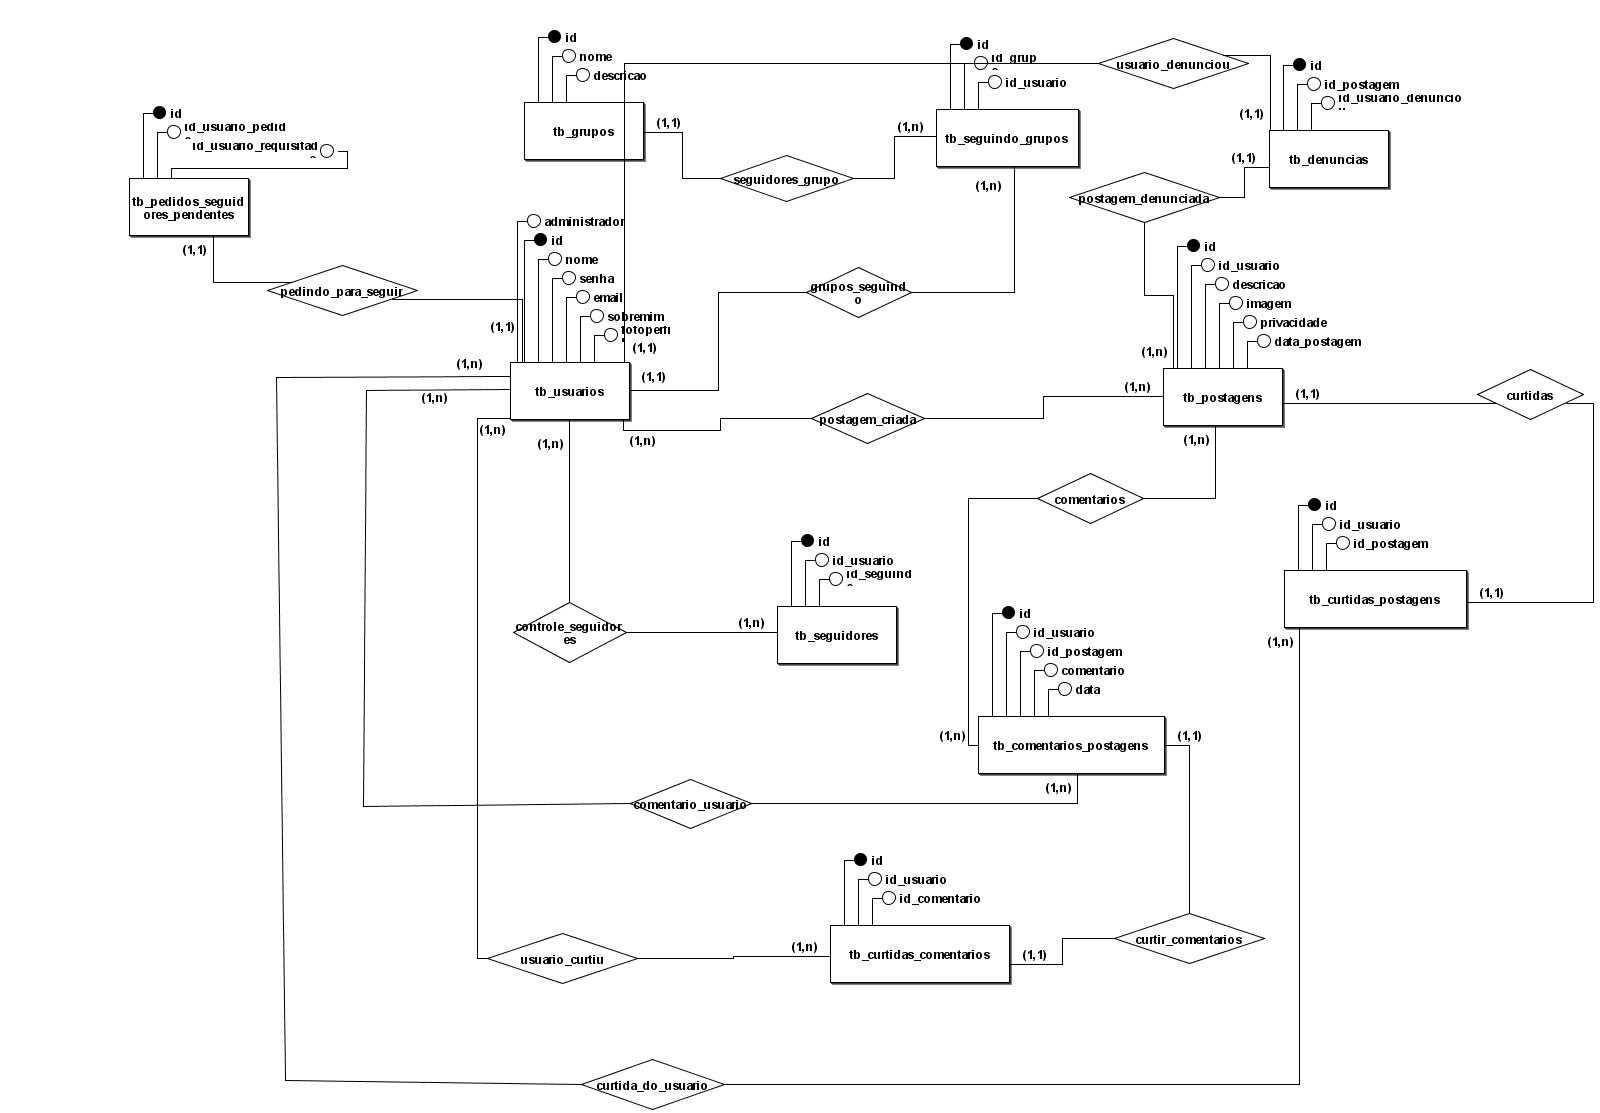 id
nome
descricao
tb_grupos
(1,1)
seguidores_grupo
(1,n)
id
id_grup
id_usuario
tb_seguindo_grupos
(1,n)
usuario_denunciou
id
id_postagem
id_usuario_denuncio
(1,1)
(1,1)
tb_denuncias
postagem_denunciada
id
id_usuario_pedid
id_usuario_requisitad
tb_pedidos_seguid
ores_pendentes
(1,1)
pedindo_para_seguir
administrador
id
nome
senha
email
sobremim
fotoperfi
(1,1)
(1,1)
(1,n)
(1,1)
(1,n)
tb_usuarios
(1,n)
(1,n)
(1,n)
grupos_seguind
o
id
id_usuario
descricao
imagem
privacidade
data_postagem
(1,n)
(1,n)
tb_postagens
(1,1)
(1,n)
curtidas
postagem_criada
comentarios
id
id_usuario
id_postagem
tb_curtidas_postagens
(1,1)
(1,n)
id
id_usuario
id_seguind
controle_seguidor
es
(1,n)
tb_seguidores
id
id_usuario
id_postagem
comentario
data
(1,n)
tb_comentarios_postagens
(1,1)
(1,n)
comentario_usuario
id
id_usuario
id_comentario
usuario_curtiu
(1,n)
tb_curtidas_comentarios
(1,1)
curtir_comentarios
curtida_do_usuario